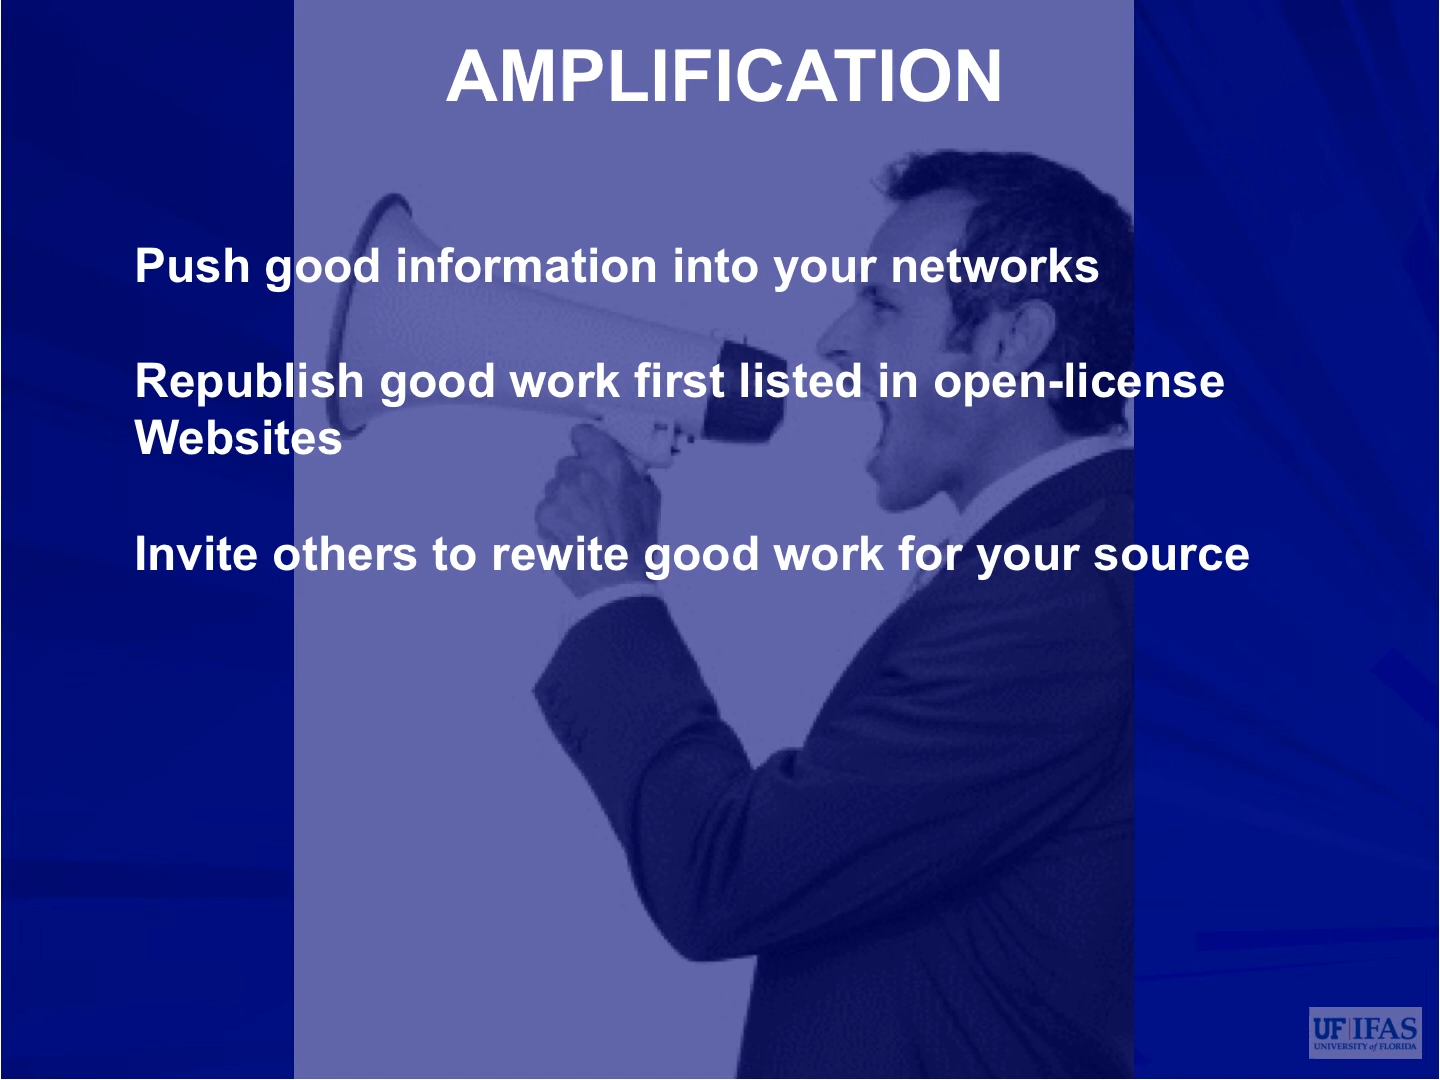 AMPLIFICATION
Push good information into your networks
Republish good work first listed in open-license
Websites
Invite others to rewite good work for your source
UF|IFAS
UNIVERSITY of FLORIDA